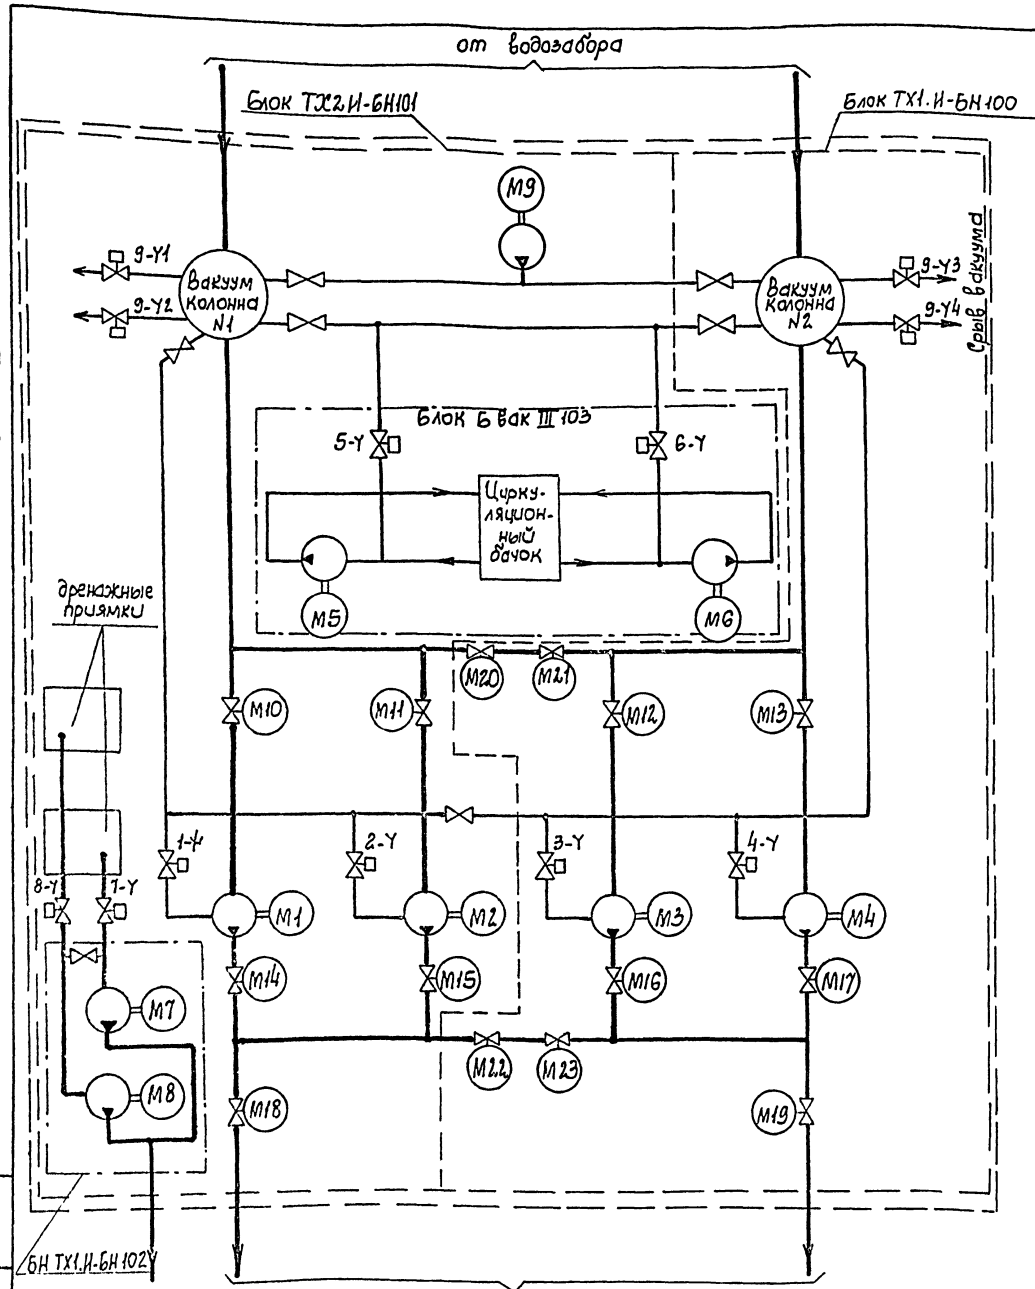 от водозабора
Блок ТХ2.И-БН101
Блок ТХ1.И-БН100
М9
9-У1
9-У3
Вакуум
колонна
N1
Вакуум
колонна
N2
9-У2
9-У4
Срыв вакуума
Блок Б вак III 103
5-У
6-У
Цирку-
ляцион-
ный
бачок
М5
М6
дренажные
приямки
М20
М21
М10
М11
М12
М13
1-У
2-У
3-У
4-У
8-У
7-У
М1
М2
М3
М4
М14
М15
М16
М17
М7
М8
М22
М23
М18
М19
БН ТХ1.И-БН102